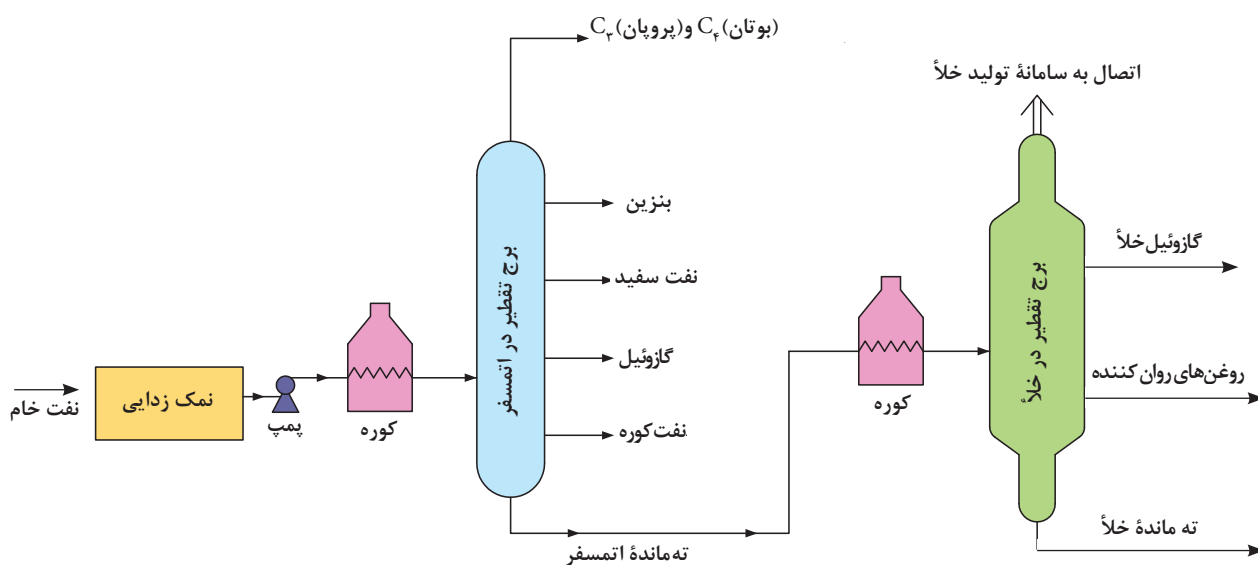 C₃(پروپان) و C₄(بوتان)
اتصال به سامانهٔ تولید خلأ
بنزین
نفت سفید
گازوئیل
نفت کوره
برج تقطیر در اتمسفر
گازوئیل خلأ
روغن‌های روان کننده
برج تقطیر در خلأ
نفت خام
نمک زدایی
پمپ
کوره
کوره
ته‌ماندهٔ اتمسفر
ته ماندهٔ خلأ